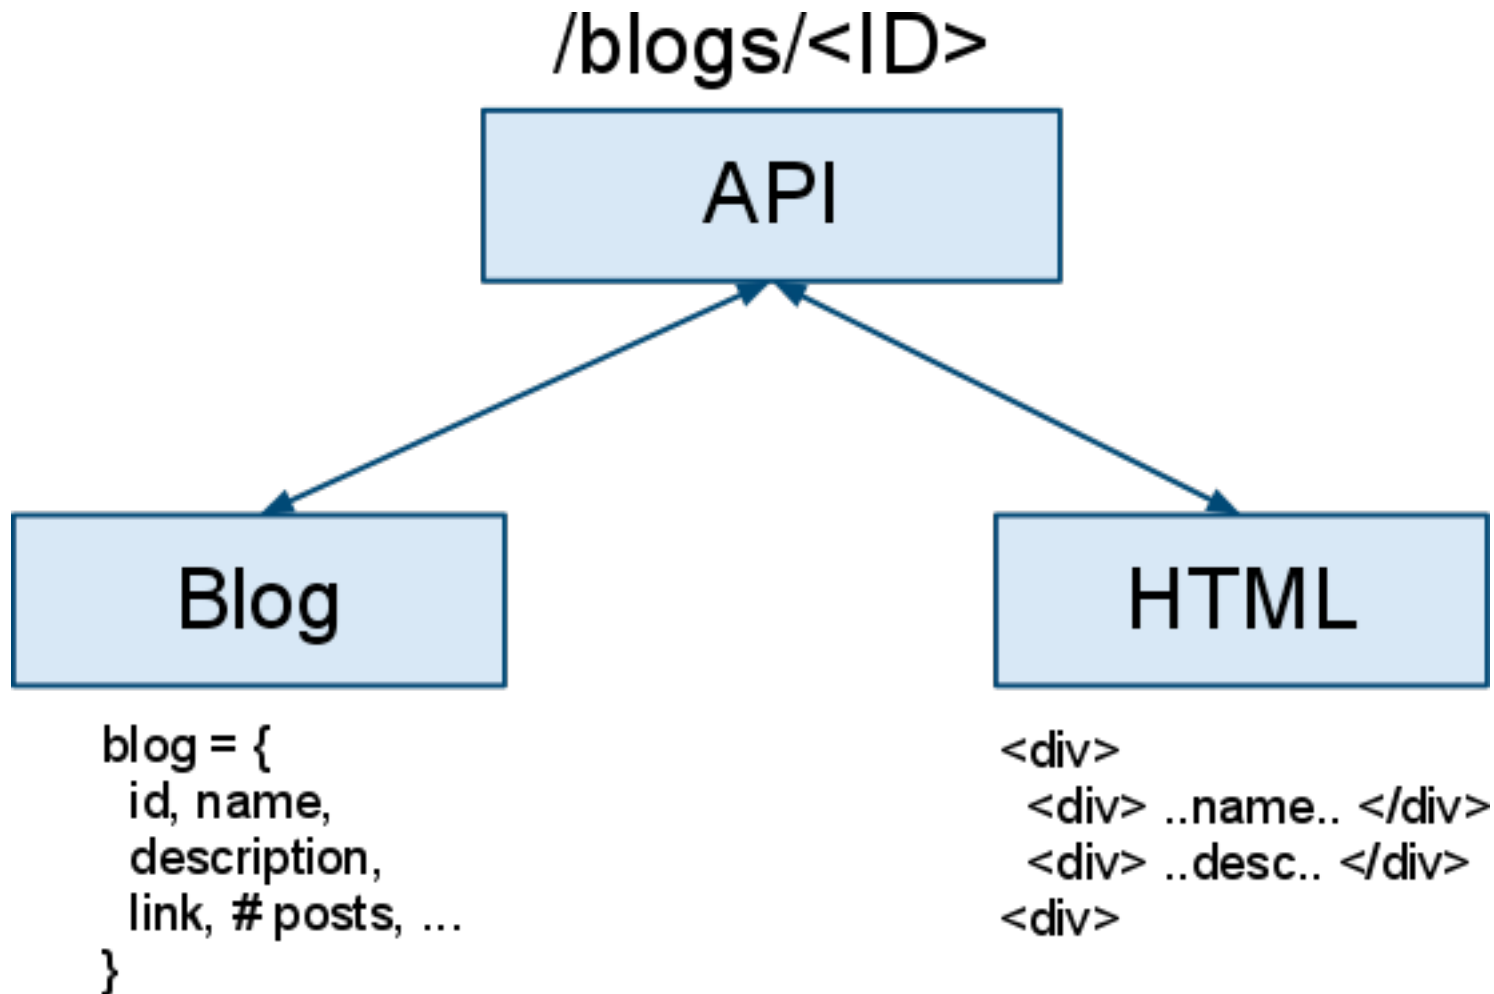 /blogs/<ID>
API
Blog
HTML
blog = {
id, name,
description,
link, # posts, ...
}
<div>
<div> ..name.. </div>
<div> ..desc.. </div>
<div>